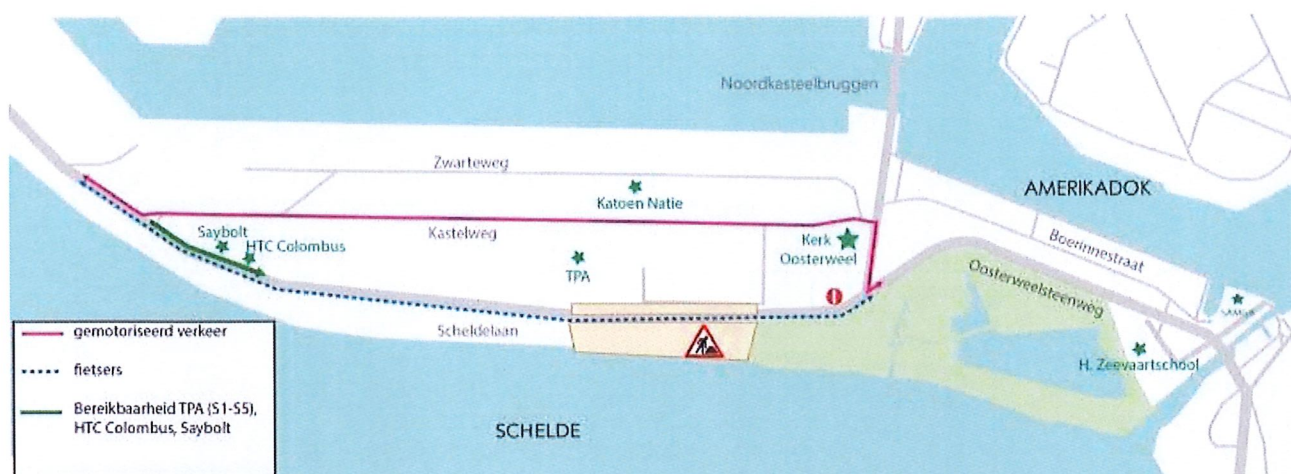 Noordkasteelbruggen
Zwarteweg
AMERIKADOK
Katoen Natie
Saybolt
HTC Colombus
Kastelweg
Kerk
Oosterweel
Boerinnestraat
TPA
Oosterweelsteenweg
Scheldelaan
H. Zeevaartschool
SCHELDE
gemotoriseerd verkeer
fietsers
Bereikbaarheid TPA (S1-S5),
HTC Colombus, Saybolt